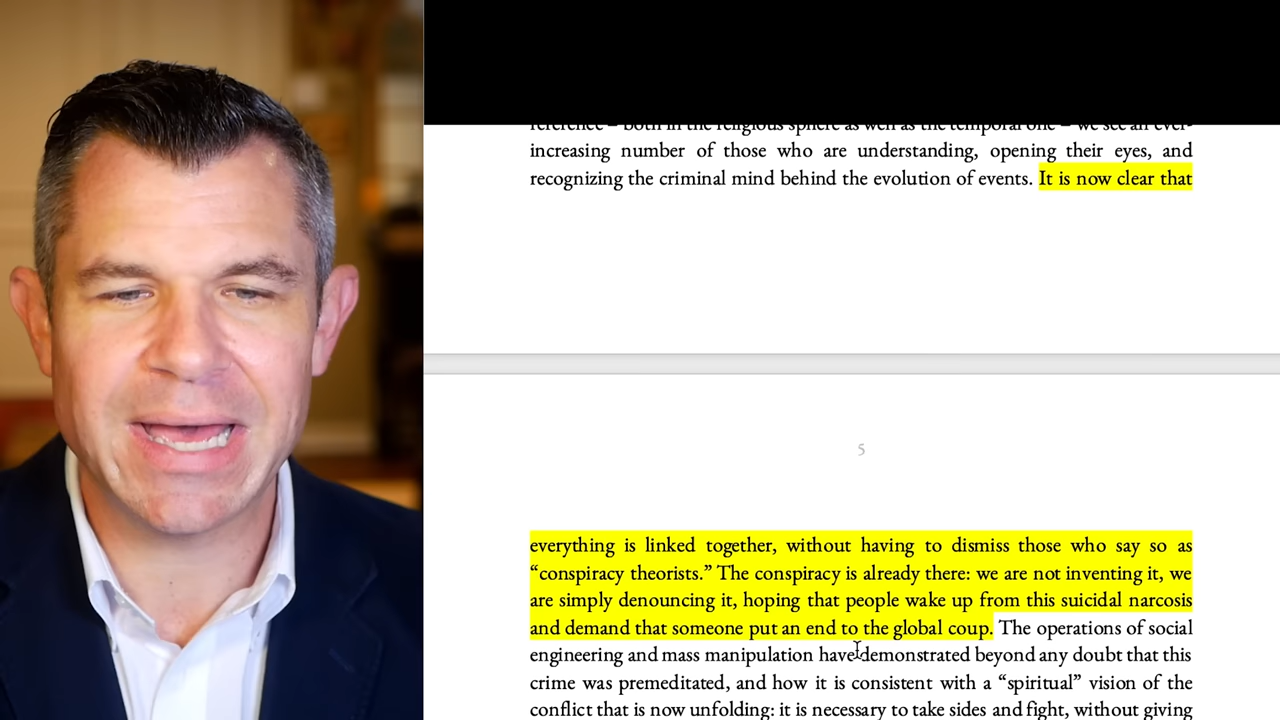 reference – both in the religious sphere as well as the temporal one – we see an ever-
increasing number of those who are understanding, opening their eyes, and
recognizing the criminal mind behind the evolution of events. It is now clear that
5
everything is linked together, without having to dismiss those who say so as
“conspiracy theorists.” The conspiracy is already there: we are not inventing it, we
are simply denouncing it, hoping that people wake up from this suicidal narcosis
and demand that someone put an end to the global coup. The operations of social
engineering and mass manipulation have demonstrated beyond any doubt that this
crime was premeditated, and how it is consistent with a “spiritual” vision of the
conflict that is now unfolding: it is necessary to take sides and fight, without giving